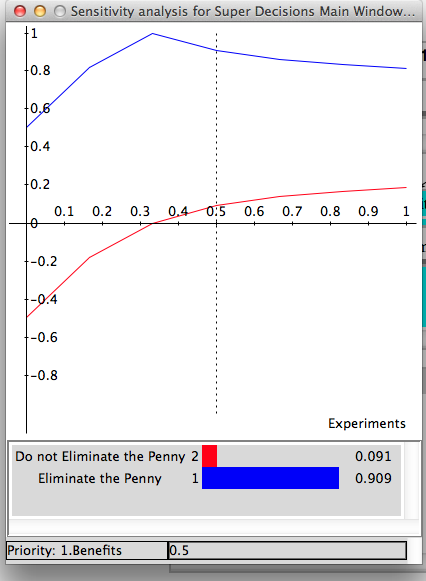 Sensitivity analysis for Super Decisions Main Window...
1
0.8
0.6
0.4
0.2
0
0.1 0.2 0.3 0.4 0.5 0.6 0.7 0.8 0.9 1
-0.2
-0.4
-0.6
-0.8
Experiments
Do not Eliminate the Penny 2 0.091
Eliminate the Penny 1 0.909
Priority: 1.Benefits 0.5